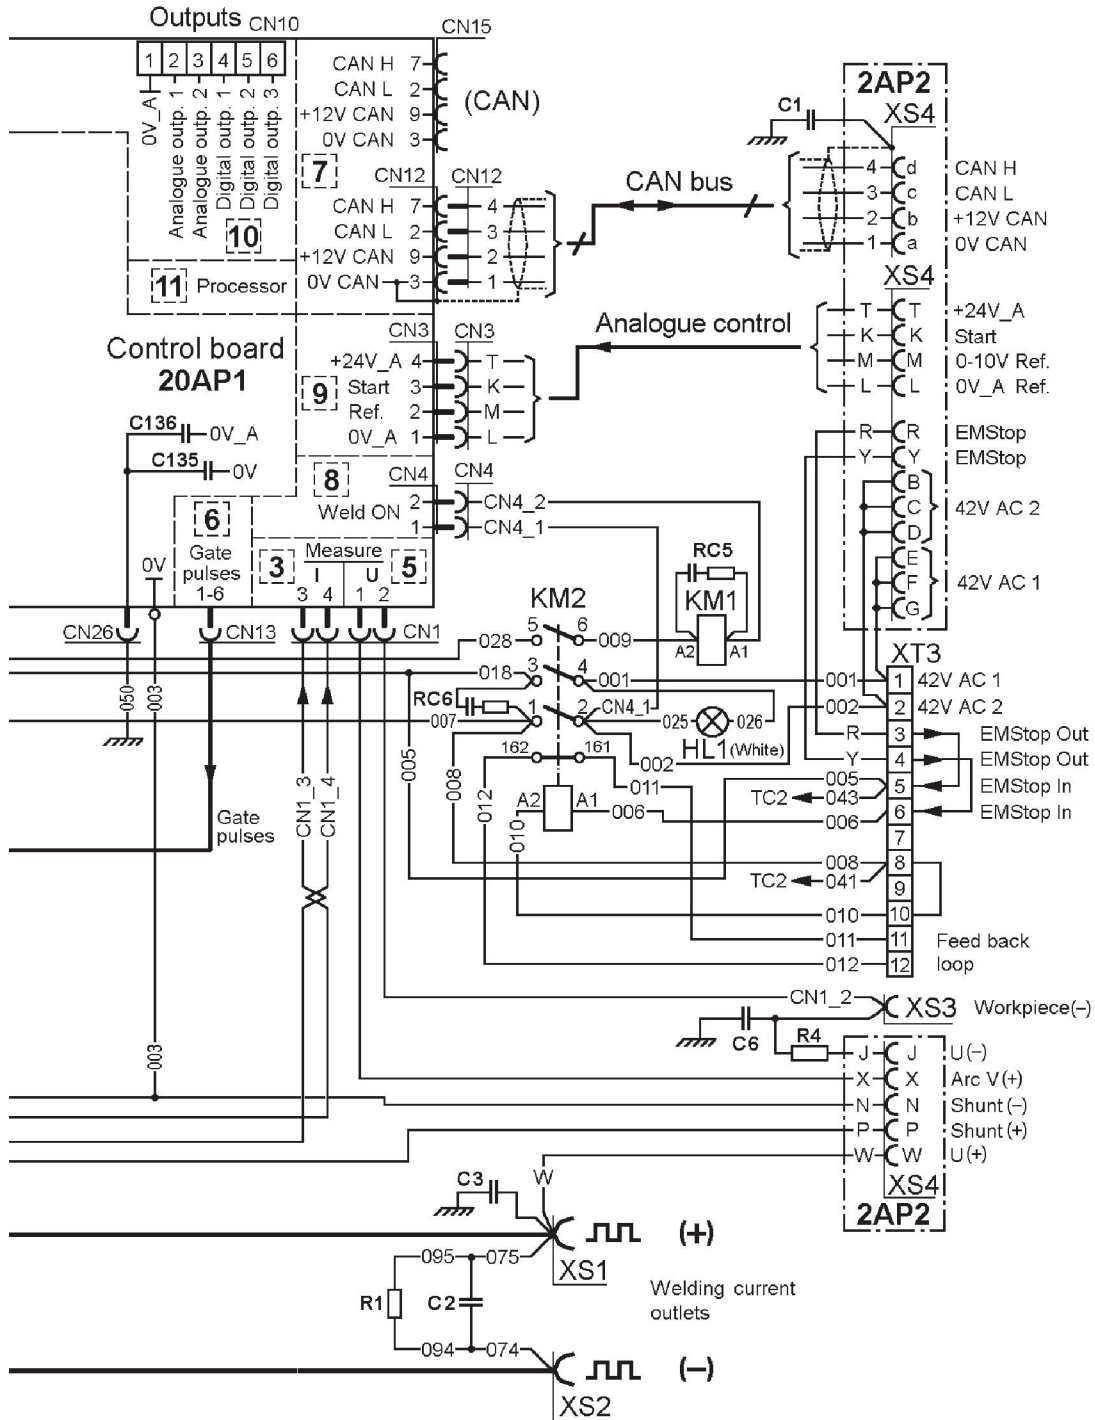 Outputs CN10
1 2 3 4 5 6
0V_A
Analogue outp. 1
Analogue outp. 2
Digital outp. 1
Digital outp. 2
Digital outp. 3
10
11 Processor
CN15
CAN H 7
CAN L 2
+12V CAN 9
0V CAN 3
(CAN)
7
CN12 CN12
CAN H 7 4
CAN L 2 3
+12V CAN 9 2
0V CAN 3 1
CAN bus
C1
2AP2
XS4
4 d CAN H
3 c CAN L
2 b +12V CAN
1 a 0V CAN
XS4
T T +24V_A
K K Start
M M 0-10V Ref.
L L 0V_A Ref.
R R EMStop
Y Y EMStop
B
C 42V AC 2
D
E
F 42V AC 1
G
Analogue control
Control board
20AP1
CN3 CN3
9
+24V_A 4 T
Start 3 K
Ref. 2 M
0V_A 1 L
C136 0V_A
C135 0V
8
CN4 CN4
2 CN4_2
Weld ON
1 CN4_1
6
Gate
pulses
1-6
0V
3 Measure 5
I U
3 4 1 2
CN26 CN13 CN1
050
003
Gate
pulses
CN1_3
CN1_4
003
RC5
KM1
A2 A1
KM2
028 5 6 009
018 3 4 001
RC6
CN4_1
007 1 2 025 026
HL1 (White)
002
162 161
005
008
012
011
A2 A1
010
006
XT3
001 1 42V AC 1
002 2 42V AC 2
R 3 EMStop Out
Y 4 EMStop Out
005
TC2 043 5 EMStop In
006 6 EMStop In
7
008 8
TC2 041
9
010 10
011 11 Feed back
012 12 loop
CN1_2 XS3 Workpiece(-)
C6
R4
J J U(-)
X X Arc V(+)
N N Shunt(-)
P P Shunt(+)
W W U(+)
XS4
2AP2
C3
W
(+)
XS1
095 075
R1 C2
094 074
Welding current
outlets
(-)
XS2